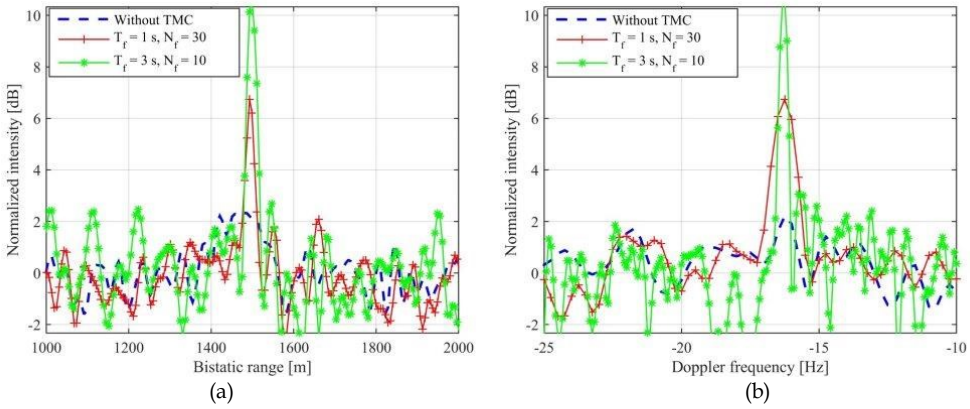 Without TMC
T_f = 1 s, N_f = 30
T_f = 3 s, N_f = 10
10
8
6
4
2
0
-2
Normalized intensity [dB]
1000 1200 1400 1600 1800 2000
Bistatic range [m]
(a)
Without TMC
T_f = 1 s, N_f = 30
T_f = 3 s, N_f = 10
10
8
6
4
2
0
-2
Normalized intensity [dB]
-25 -20 -15 -10
Doppler frequency [Hz]
(b)